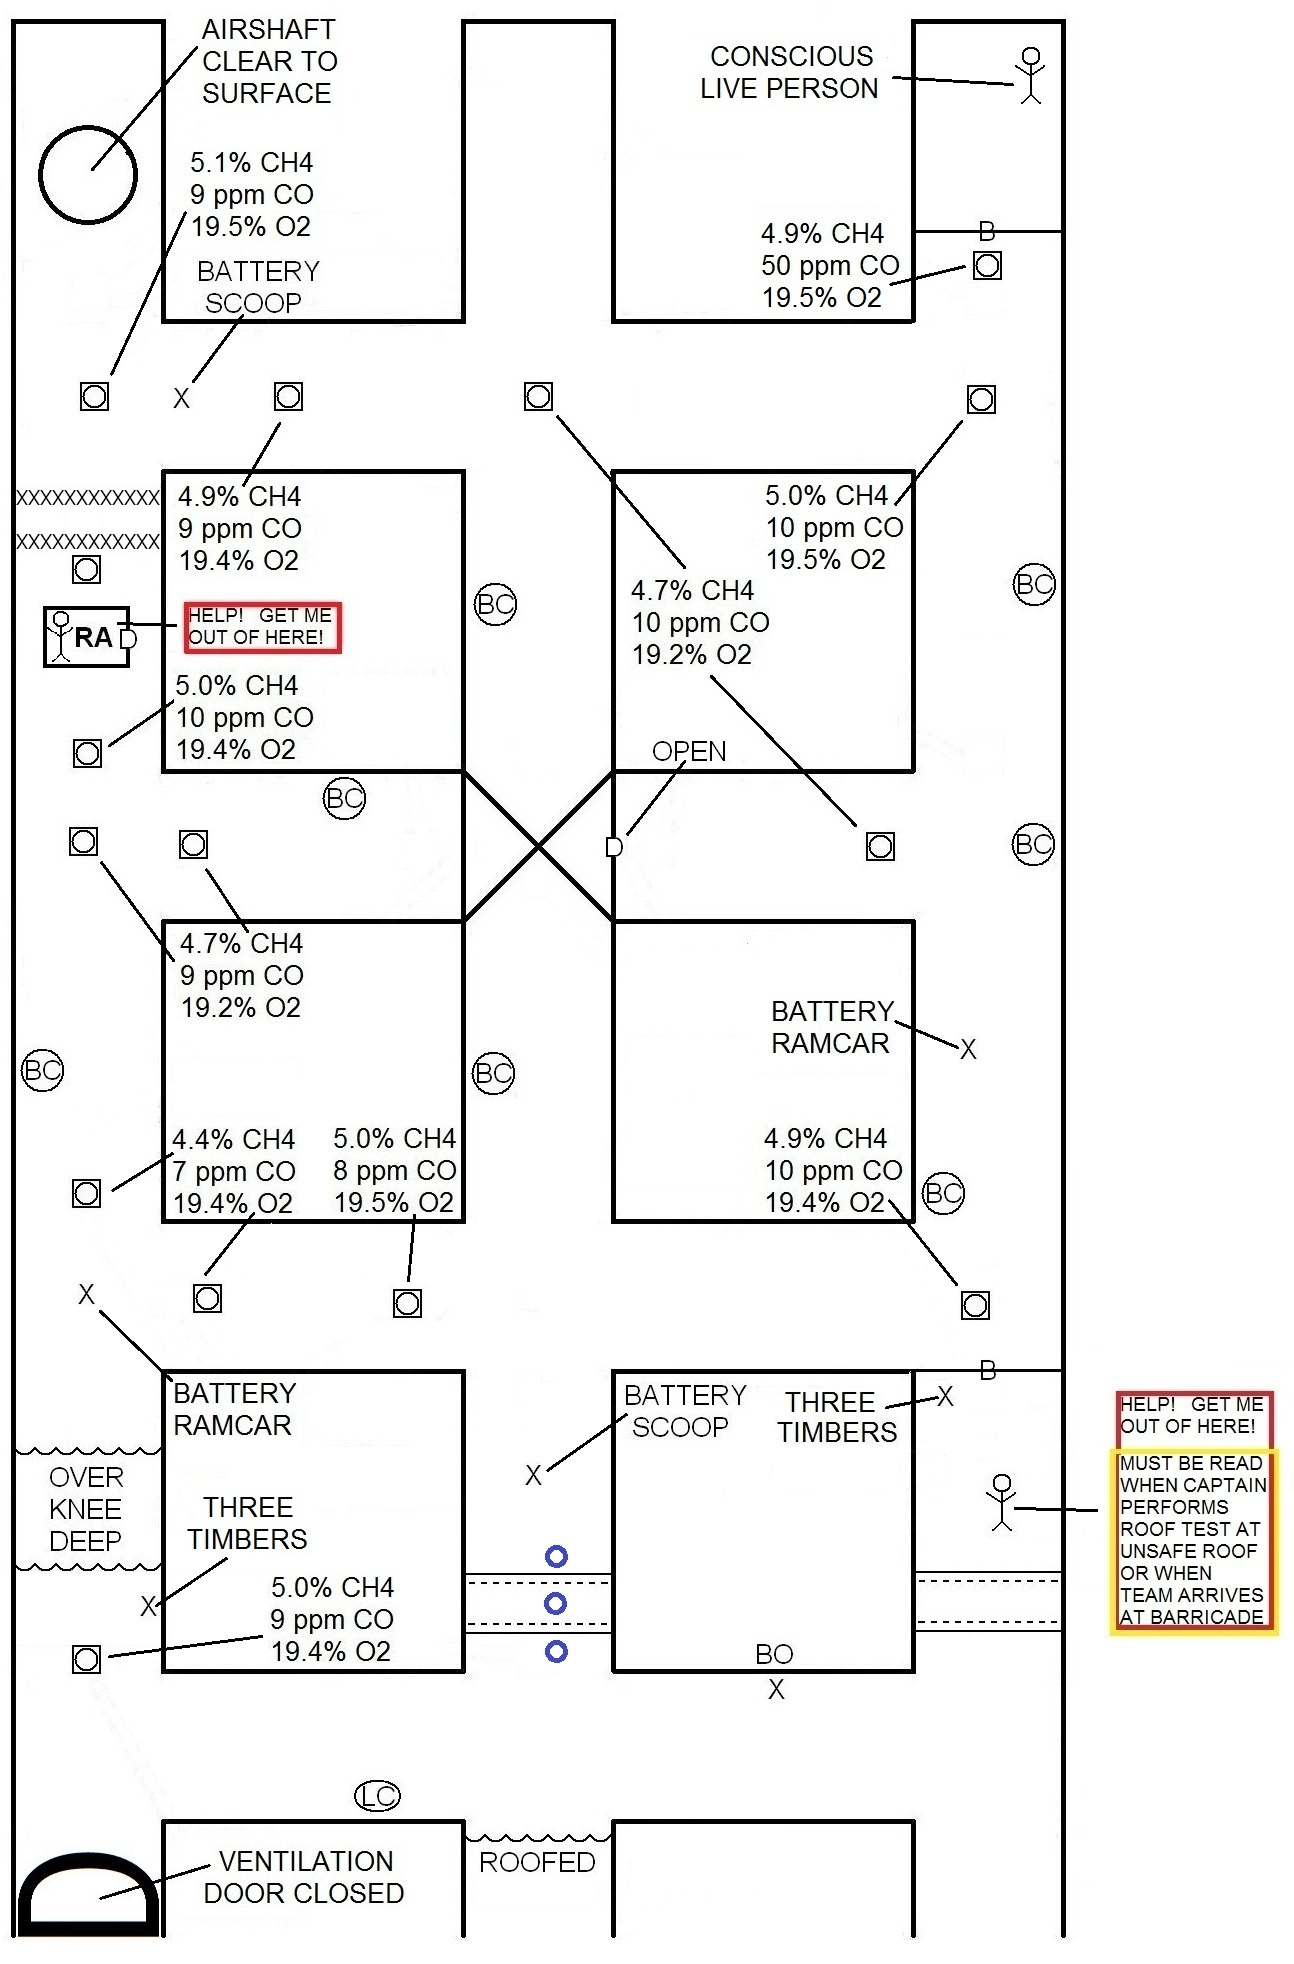 AIRSHAFT
CLEAR TO
SURFACE
CONSCIOUS
LIVE PERSON
5.1% CH4
9 ppm CO
19.5% O2
B
4.9% CH4
50 ppm CO
19.5% O2
BATTERY
SCOOP
X
XXXXXXXXXXXX
XXXXXXXXXXXX
4.9% CH4
9 ppm CO
19.4% O2
5.0% CH4
10 ppm CO
19.5% O2
BC
BC
4.7% CH4
10 ppm CO
19.2% O2
RA
HELP! GET ME
OUT OF HERE!
5.0% CH4
10 ppm CO
19.4% O2
OPEN
BC
BC
4.7% CH4
9 ppm CO
19.2% O2
BATTERY
RAMCAR
X
BC
BC
4.4% CH4
7 ppm CO
19.4% O2
5.0% CH4
8 ppm CO
19.5% O2
4.9% CH4
10 ppm CO
19.4% O2
BC
X
B
BATTERY
RAMCAR
BATTERY
SCOOP
X
THREE
TIMBERS
X
HELP! GET ME
OUT OF HERE!
MUST BE READ
WHEN CAPTAIN
PERFORMS
ROOF TEST AT
UNSAFE ROOF
OR WHEN
TEAM ARRIVES
AT BARRICADE
OVER
KNEE
DEEP
THREE
TIMBERS
X
5.0% CH4
9 ppm CO
19.4% O2
BO
X
LC
VENTILATION
DOOR CLOSED
ROOFED